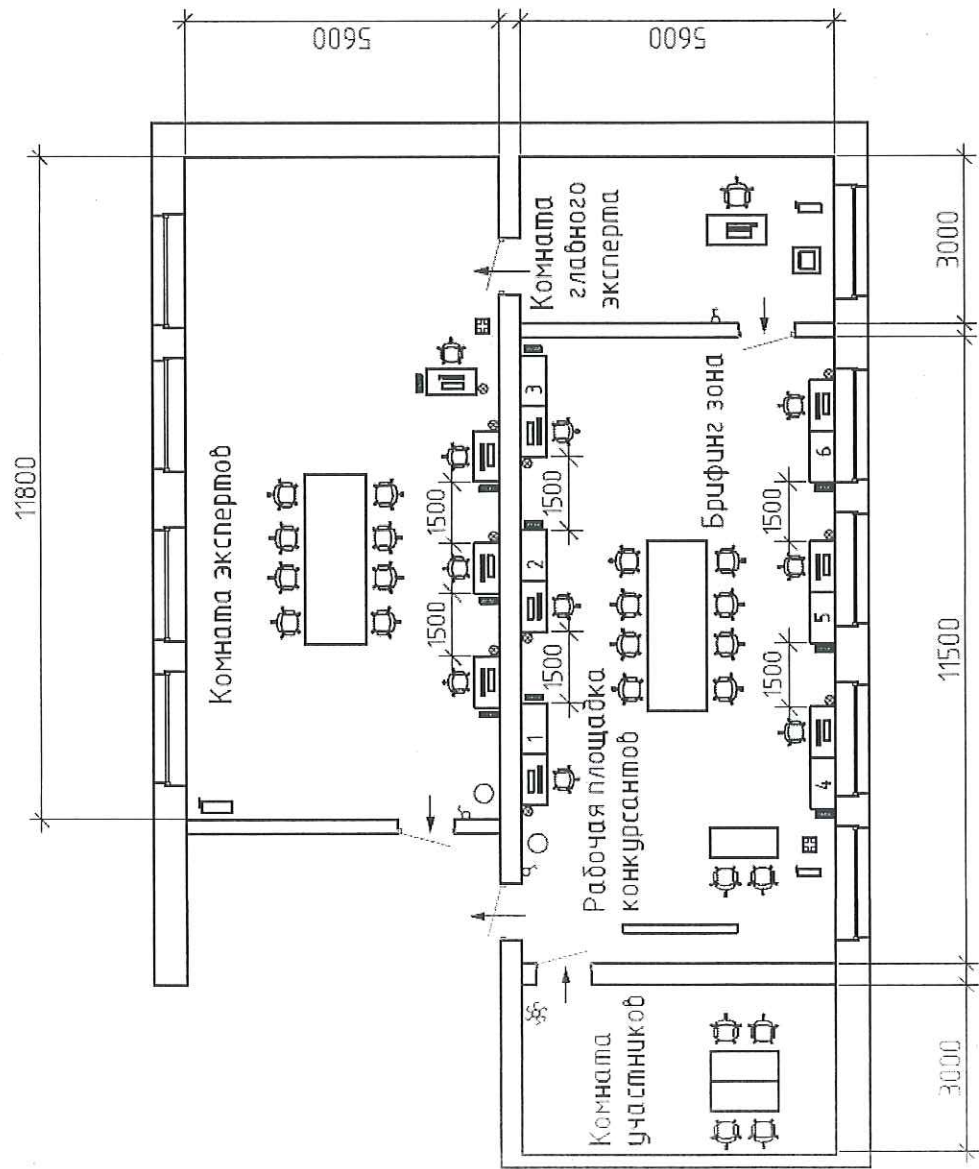 11800
5600
5600
Комната экспертов
1500
1500
Комната
главного
эксперта
3000
1
2
3
1500
1500
Рабочая площадка
конкурсантов
Брифинг зона
1500
1500
4
5
6
11500
Комната
участников
3000